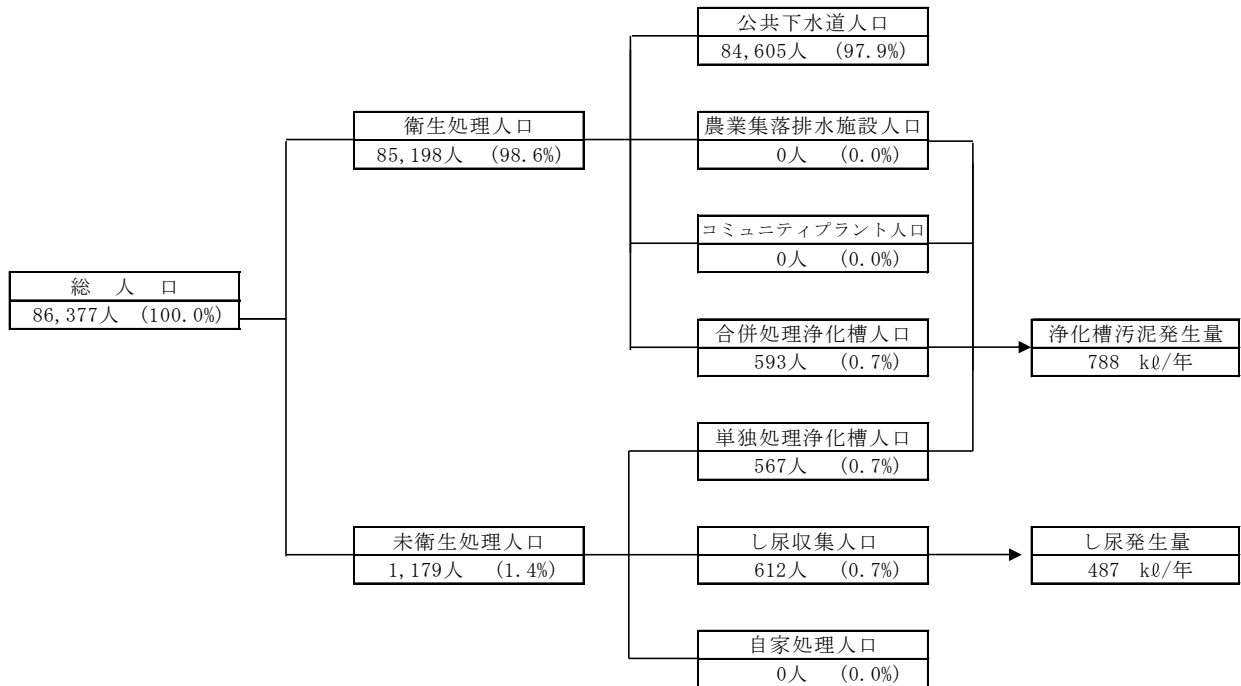 公共下水道人口
84,605人 (97.9%)
衛生処理人口
85,198人 (98.6%)
農業集落排水施設人口
0人 (0.0%)
コミュニティプラント人口
0人 (0.0%)
総 人 口
86,377人 (100.0%)
合併処理浄化槽人口
593人 (0.7%)
浄化槽汚泥発生量
788 kℓ/年
単独処理浄化槽人口
567人 (0.7%)
未衛生処理人口
1,179人 (1.4%)
し尿収集人口
612人 (0.7%)
し尿発生量
487 kℓ/年
自家処理人口
0人 (0.0%)